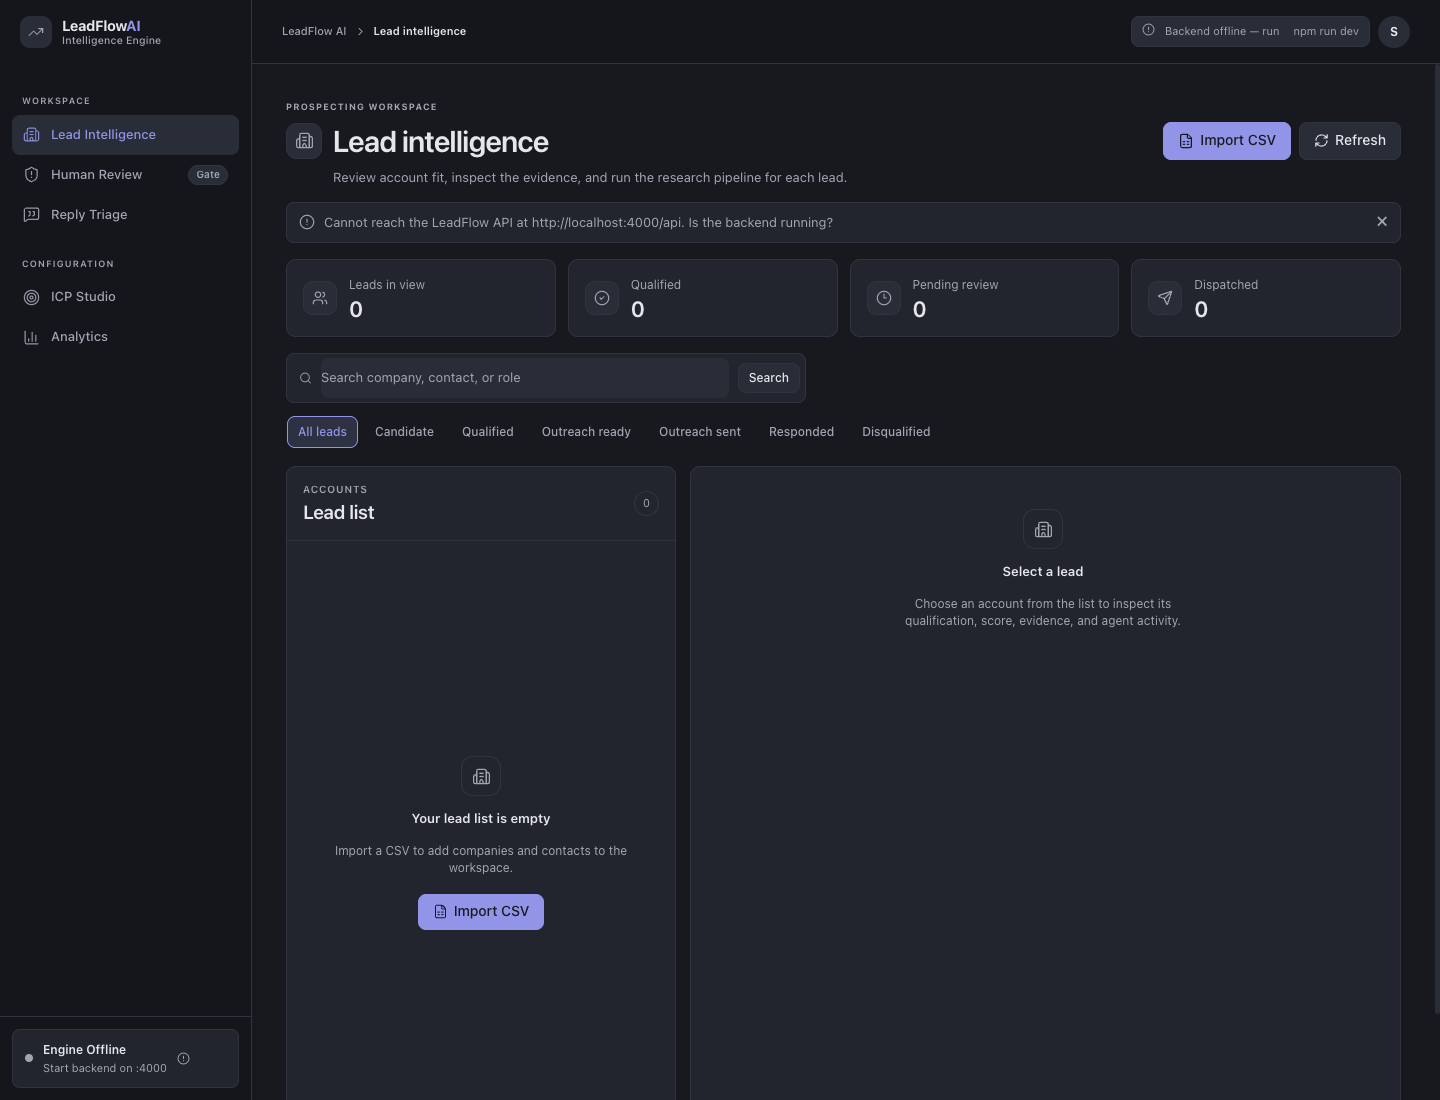 LeadFlowAI
Intelligence Engine
WORKSPACE
Lead Intelligence
Human Review
Gate
Reply Triage
CONFIGURATION
ICP Studio
Analytics
Engine Offline
Start backend on :4000
LeadFlow AI
Lead intelligence
Backend offline — run npm run dev
S
PROSPECTING WORKSPACE
Lead intelligence
Review account fit, inspect the evidence, and run the research pipeline for each lead.
Import CSV
Refresh
Cannot reach the LeadFlow API at http://localhost:4000/api. Is the backend running?
Leads in view
0
Qualified
0
Pending review
0
Dispatched
0
Search company, contact, or role
Search
All leads
Candidate
Qualified
Outreach ready
Outreach sent
Responded
Disqualified
ACCOUNTS
Lead list
0
Your lead list is empty
Import a CSV to add companies and contacts to the
workspace.
Import CSV
Select a lead
Choose an account from the list to inspect its
qualification, score, evidence, and agent activity.